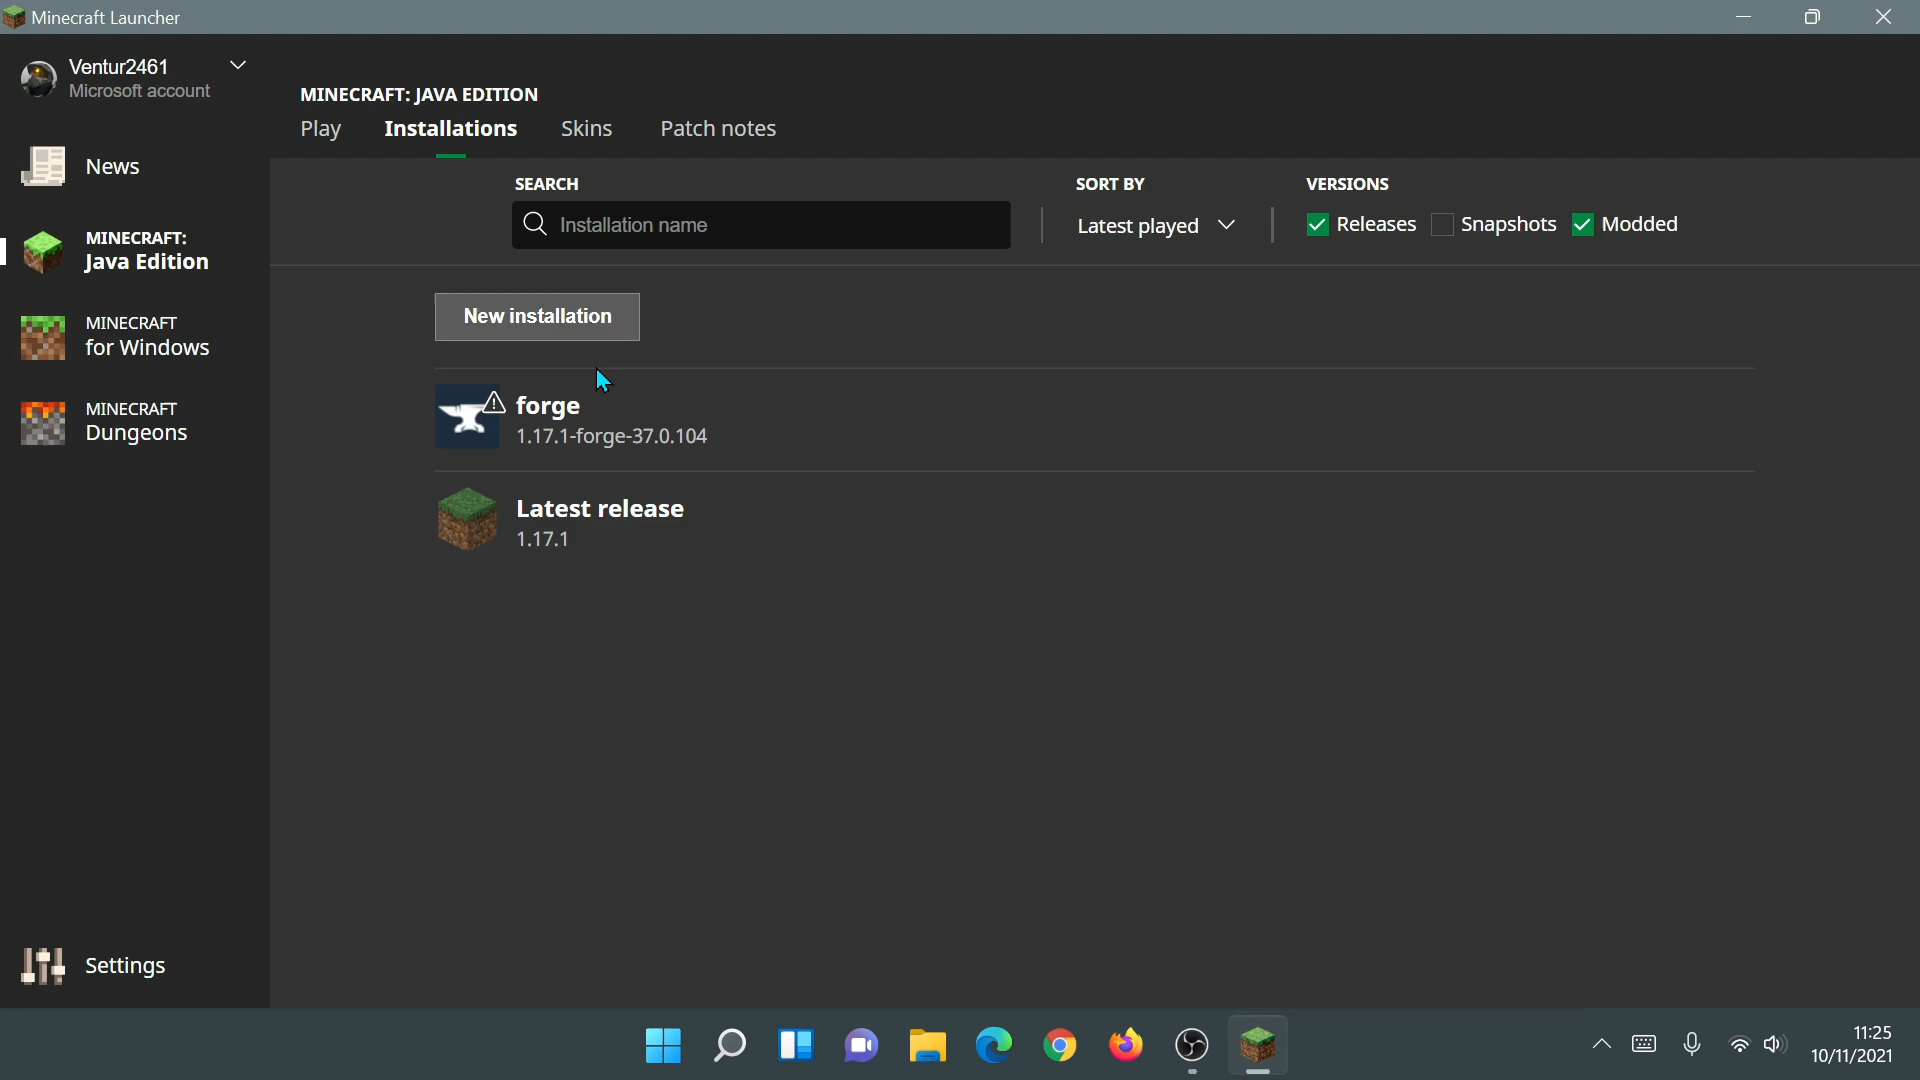 Minecraft Launcher
Ventur2461
Microsoft account
News
MINECRAFT:
Java Edition
MINECRAFT
for Windows
MINECRAFT
Dungeons
Settings
MINECRAFT: JAVA EDITION
Play Installations Skins Patch notes
SEARCH
Installation name
SORT BY
Latest played
VERSIONS
Releases Snapshots Modded
New installation
forge
1.17.1-forge-37.0.104
Latest release
1.17.1
11:25
10/11/2021